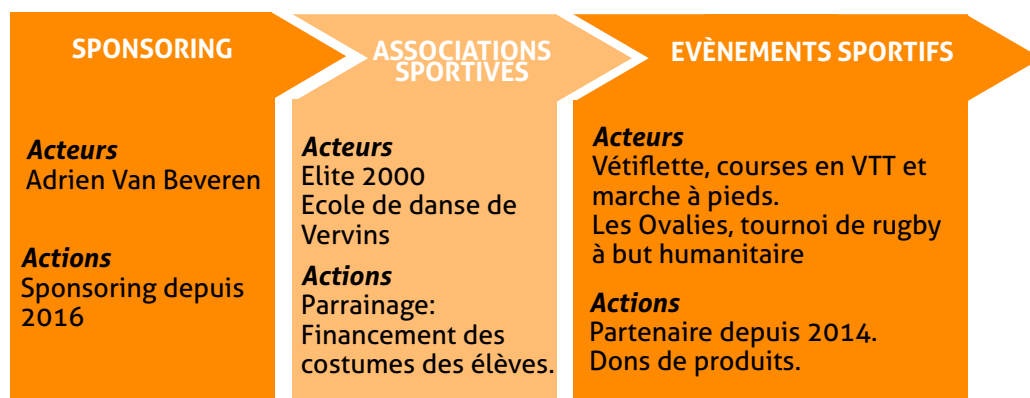 SPONSORING
Acteurs
Adrien Van Beveren
Actions
Sponsoring depuis
2016
ASSOCIATIONS
SPORTIVES
Acteurs
Elite 2000
Ecole de danse de
Vervins
Actions
Parrainage:
Financement des
costumes des élèves.
EVÈNEMENTS SPORTIFS
Acteurs
Vétiflette, courses en VTT et
marche à pieds.
Les Ovalies, tournoi de rugby
à but humanitaire
Actions
Partenaire depuis 2014.
Dons de produits.